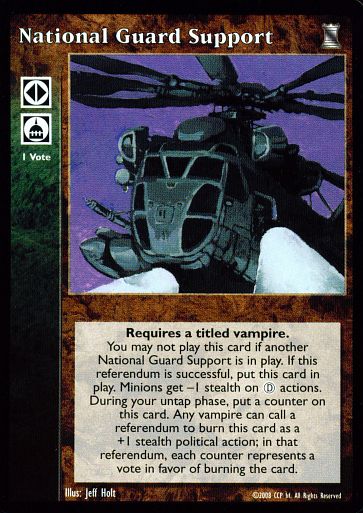 National Guard Support
1 Vote
Requires a titled vampire.
You may not play this card if another
National Guard Support is in play. If this
referendum is successful, put this card in
play. Minions get –1 stealth on Ⓓ actions.
During your untap phase, put a counter on
this card. Any vampire can call a
referendum to burn this card as a
+1 stealth political action; in that
referendum, each counter represents a
vote in favor of burning the card.
Illus: Jeff Holt
©2008 CCP hf. All Rights Reserved